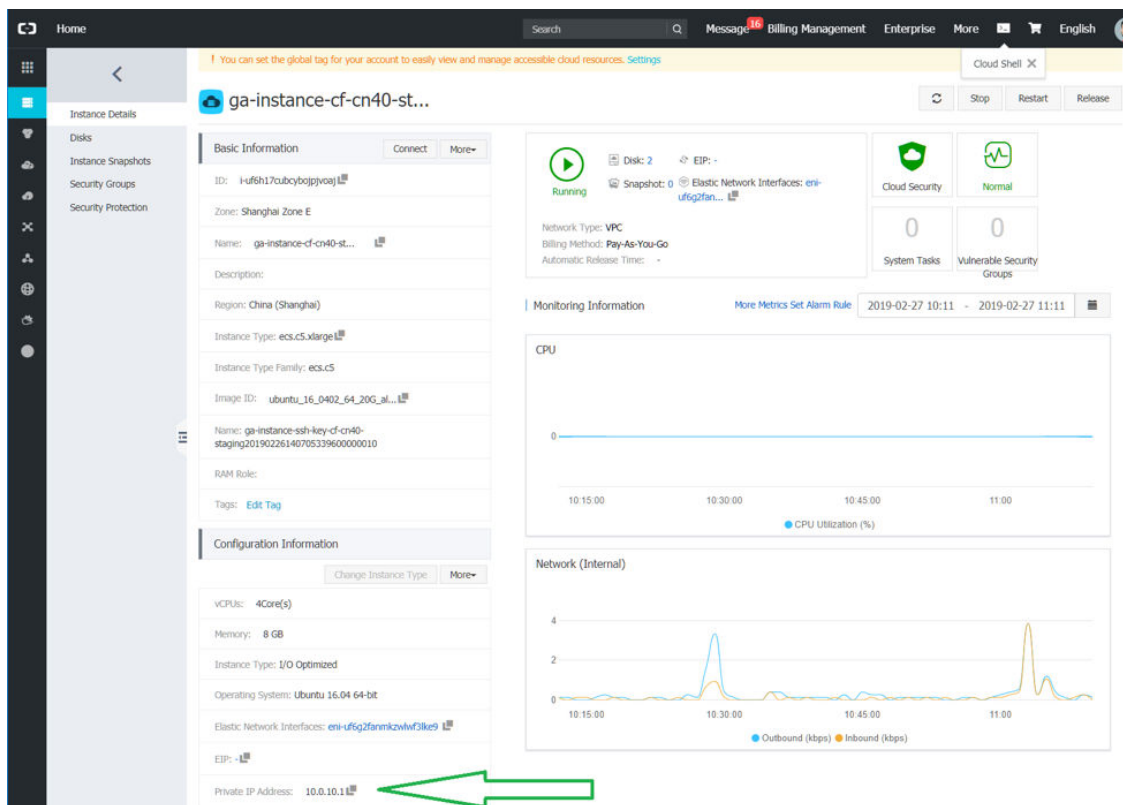 Home
Search
Message 16 Billing Management Enterprise More English
! You can set the global tag for your account to easily view and manage accessible cloud resources. Settings
Cloud Shell X
ga-instance-cf-cn40-st...
Stop Restart Release
Instance Details
Disks
Instance Snapshots
Security Groups
Security Protection
Basic Information Connect More
ID: i-uf6h17cubcybojpjvoaj
Zone: Shanghai Zone E
Name: ga-instance-cf-cn40-st...
Description:
Region: China (Shanghai)
Instance Type: ecs.c5.xlarge
Instance Type Family: ecs.c5
Image ID: ubuntu_16_0402_64_20G_al...
Name: ga-instance-ssh-key-cf-cn40-
staging20190226140705339600000010
RAM Role:
Tags: Edit Tag
Configuration Information
Change Instance Type More
vCPUs: 4Core(s)
Memory: 8 GB
Instance Type: I/O Optimized
Operating System: Ubuntu 16.04 64-bit
Elastic Network Interfaces: eni-uf6g2fanmkzwlwf3lke9
EIP: -
Private IP Address: 10.0.10.1
Running
Disk: 2 EIP: -
Snapshot: 0 Elastic Network Interfaces: eni-
uf6g2fan...
Network Type: VPC
Billing Method: Pay-As-You-Go
Automatic Release Time: -
Cloud Security
Normal
0
System Tasks
0
Vulnerable Security
Groups
Monitoring Information More Metrics Set Alarm Rule 2019-02-27 10:11 - 2019-02-27 11:11
CPU
0
10:15:00 10:30:00 10:45:00 11:00
CPU Utilization (%)
Network (Internal)
4
2
0
10:15:00 10:30:00 10:45:00 11:00
Outbound (kbps) Inbound (kbps)